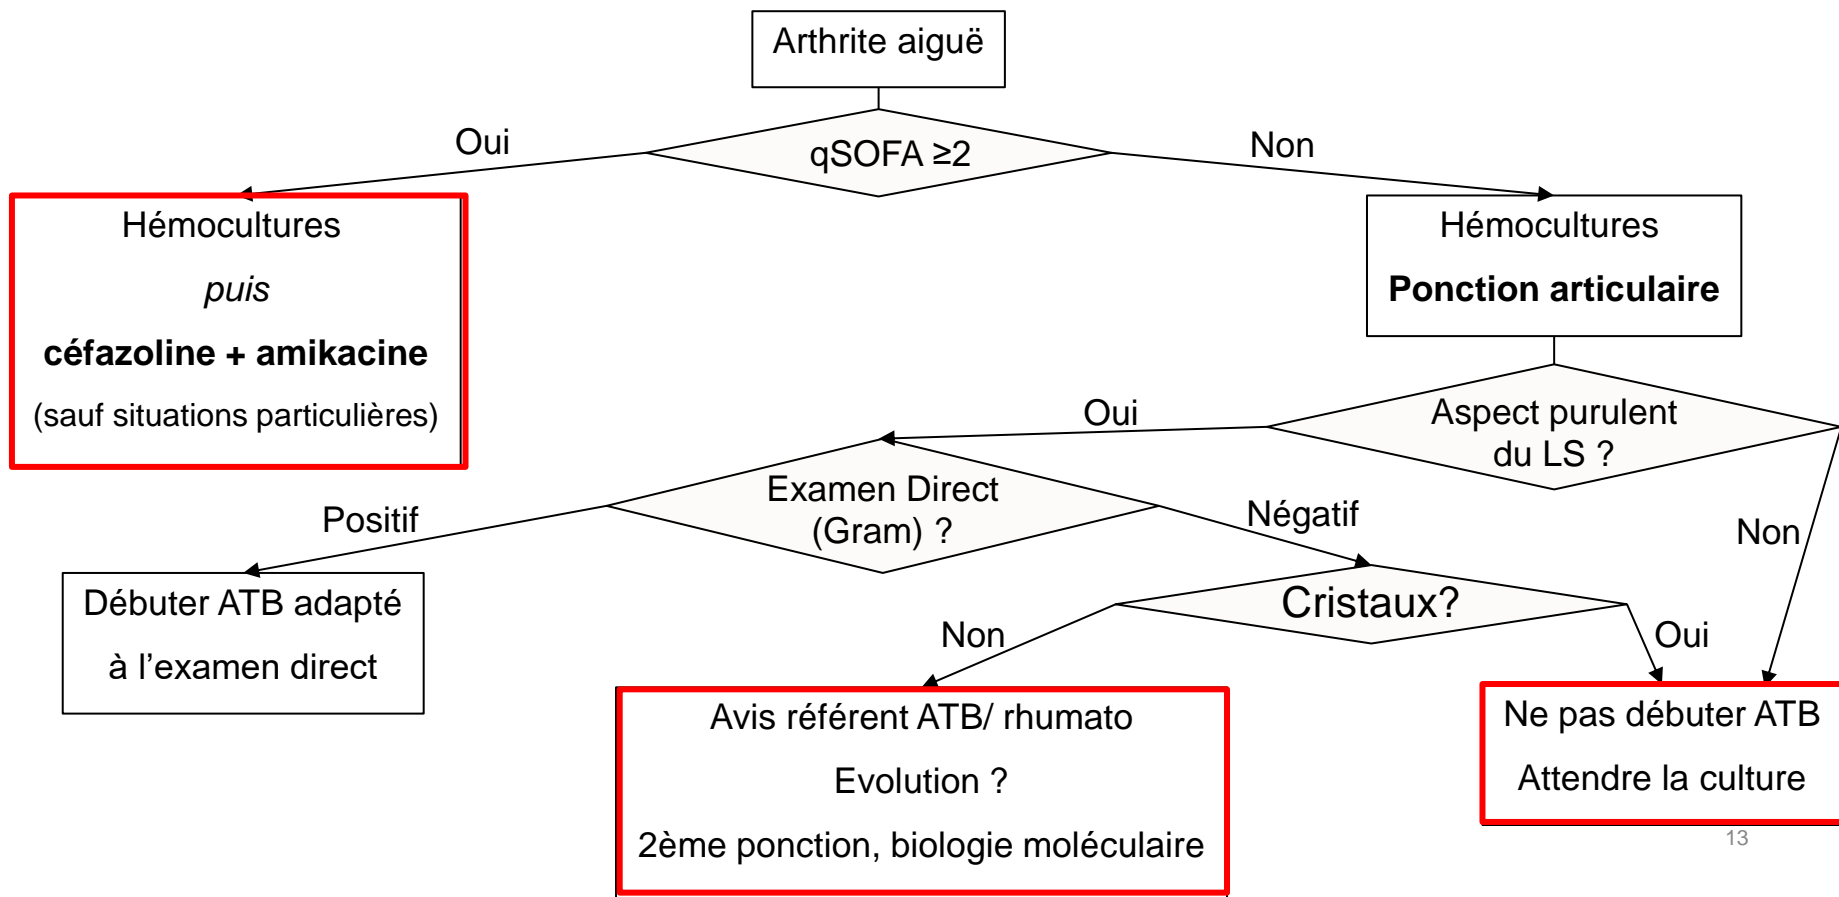 Arthrite aiguë
qSOFA ≥2
Oui
Non
Hémocultures
puis
céfazoline + amikacine
(sauf situations particulières)
Hémocultures
Ponction articulaire
Aspect purulent
du LS ?
Oui
Non
Examen Direct
(Gram) ?
Positif
Négatif
Débuter ATB adapté
à l’examen direct
Cristaux?
Non
Oui
Avis référent ATB/ rhumato
Evolution ?
2ème ponction, biologie moléculaire
Ne pas débuter ATB
Attendre la culture
13